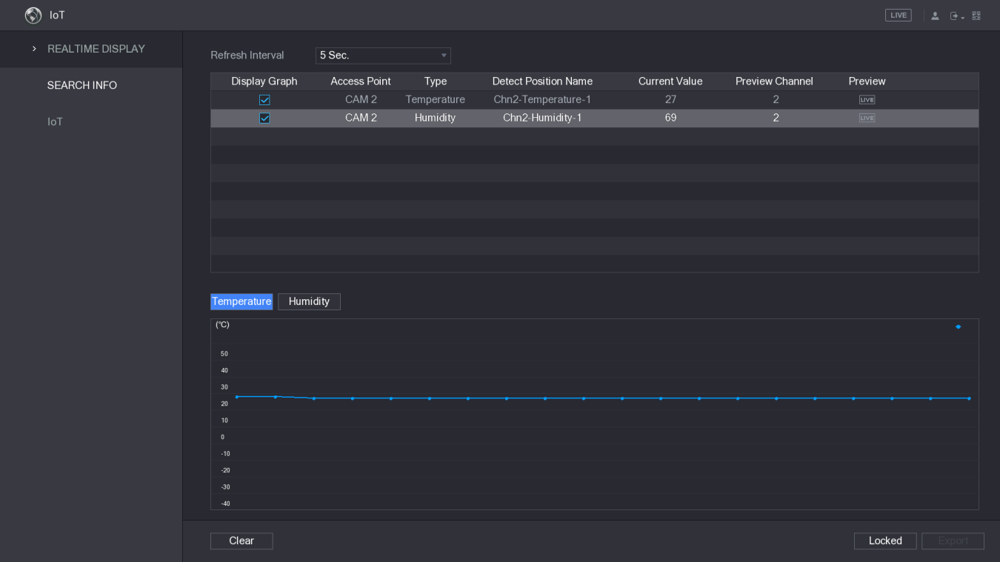 IoT
LIVE
REALTIME DISPLAY
SEARCH INFO
IoT
Refresh Interval 5 Sec.
Display Graph Access Point Type Detect Position Name Current Value Preview Channel Preview
CAM 2 Temperature Chn2-Temperature-1 27 2 LIVE
CAM 2 Humidity Chn2-Humidity-1 69 2 LIVE
Temperature Humidity
(℃)
50
40
30
20
10
0
-10
-20
-30
-40
Clear Locked Export